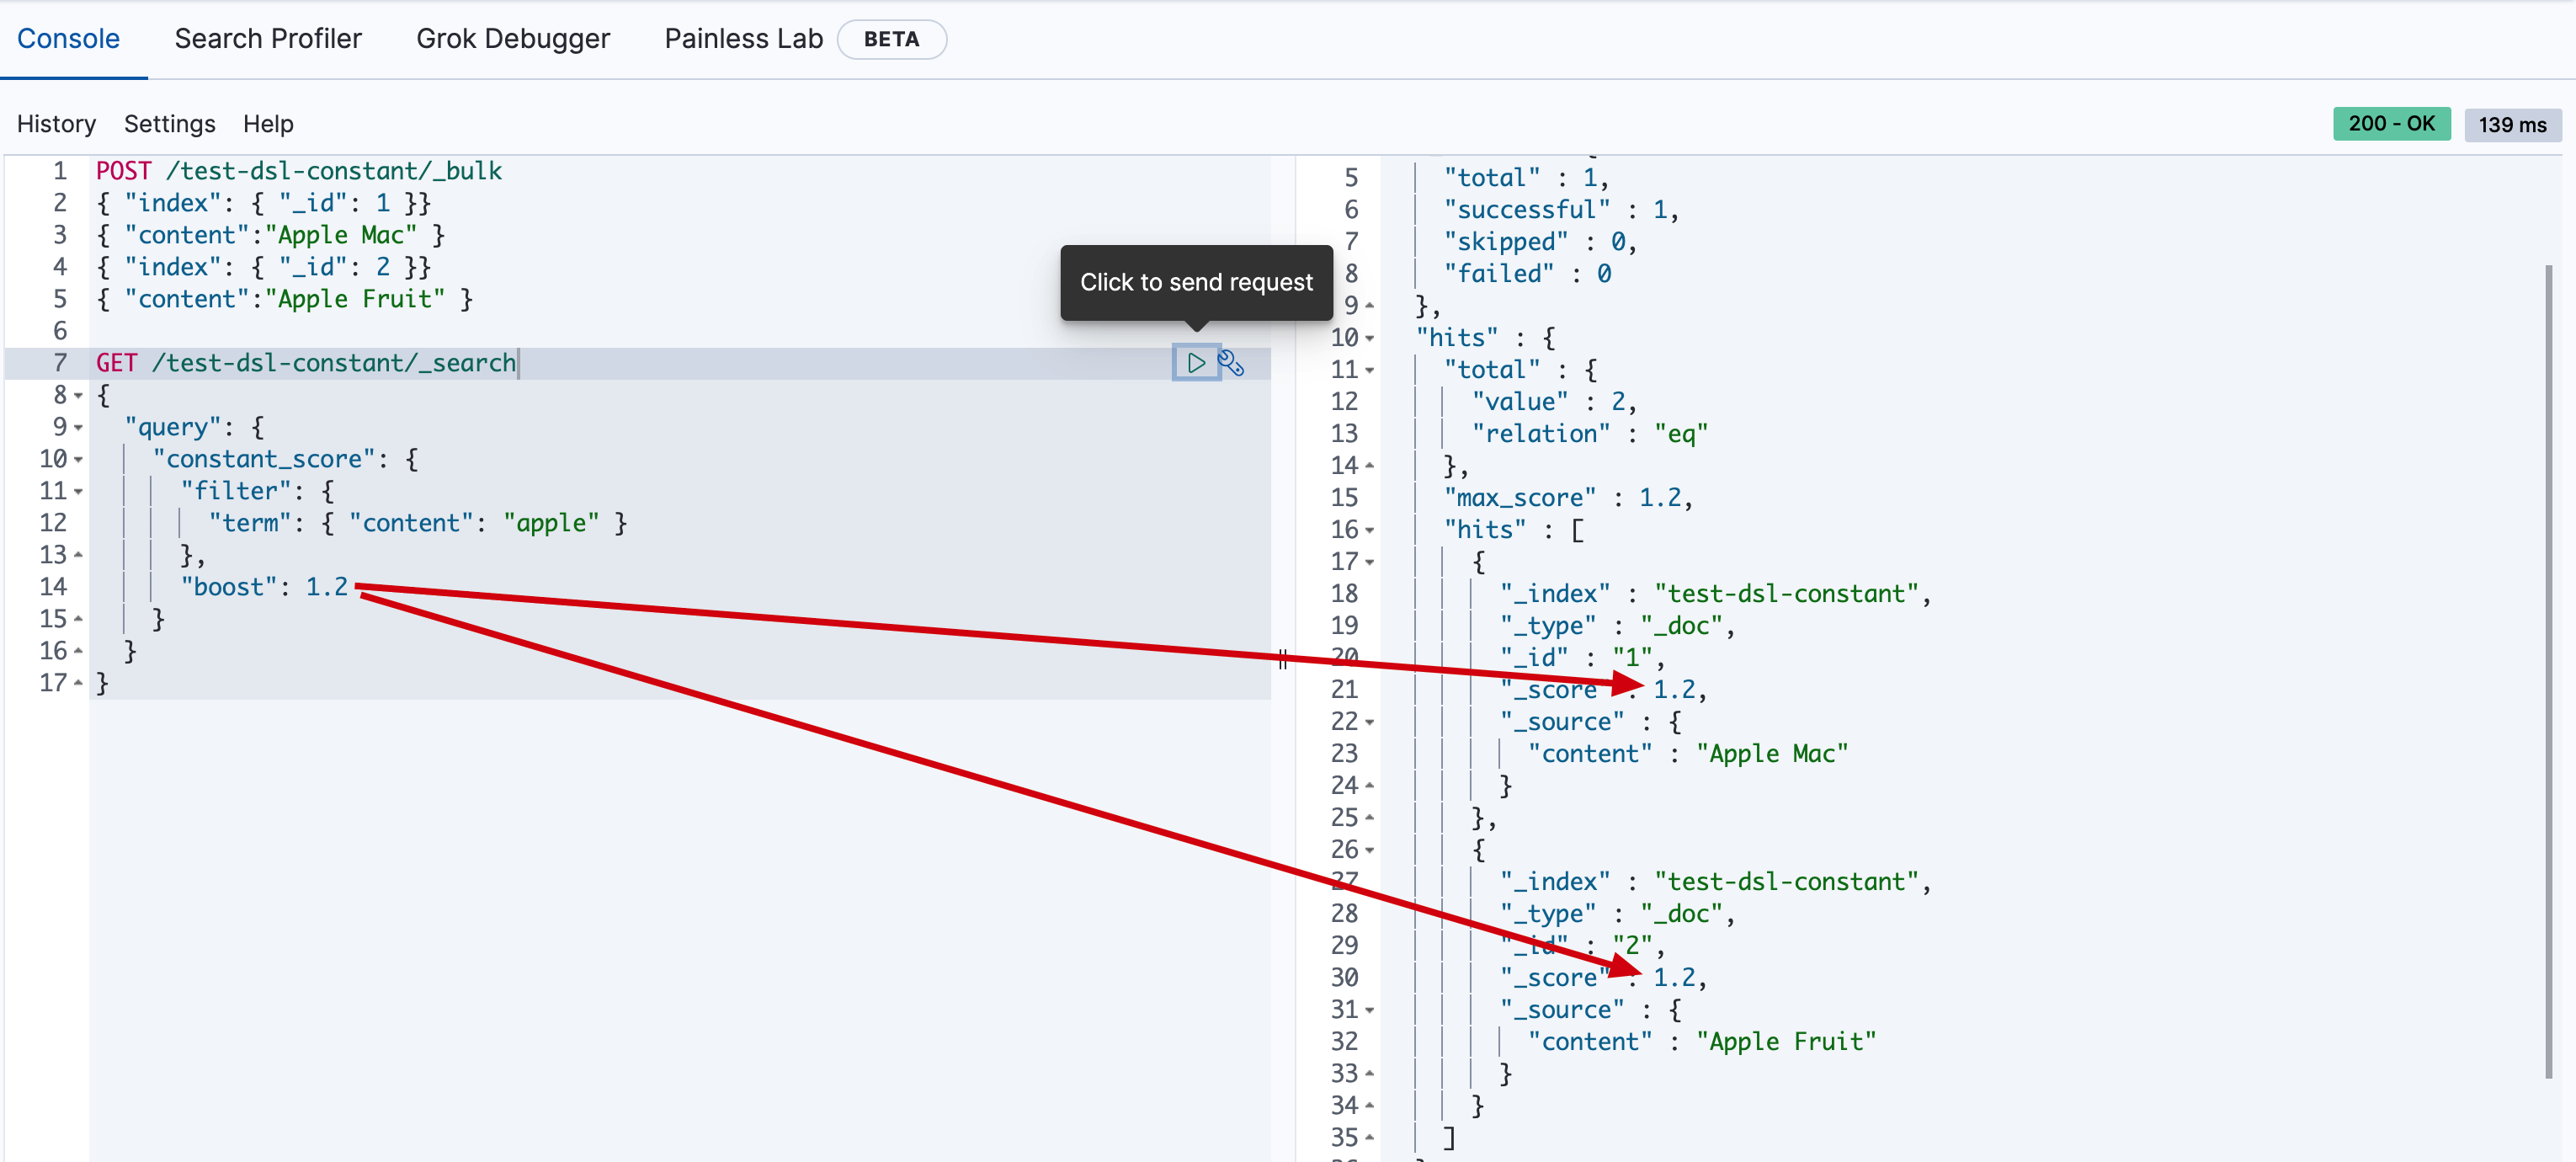 Console Search Profiler Grok Debugger Painless Lab BETA
History Settings Help 200 - OK 139 ms
1 POST /test-dsl-constant/_bulk
2 { "index": { "_id": 1 }}
3 { "content":"Apple Mac" }
4 { "index": { "_id": 2 }}
5 { "content":"Apple Fruit" }
6
Click to send request
7 GET /test-dsl-constant/_search
8 {
9 "query": {
10 "constant_score": {
11 "filter": {
12 "term": { "content": "apple" }
13 },
14 "boost": 1.2
15 }
16 }
17 }
5 "total" : 1,
6 "successful" : 1,
7 "skipped" : 0,
8 "failed" : 0
9 },
10 "hits" : {
11 "total" : {
12 "value" : 2,
13 "relation" : "eq"
14 },
15 "max_score" : 1.2,
16 "hits" : [
17 {
18 "_index" : "test-dsl-constant",
19 "_type" : "_doc",
20 "_id" : "1",
21 "_score" : 1.2,
22 "_source" : {
23 "content" : "Apple Mac"
24 }
25 },
26 {
27 "_index" : "test-dsl-constant",
28 "_type" : "_doc",
29 "_id" : "2",
30 "_score" : 1.2,
31 "_source" : {
32 "content" : "Apple Fruit"
33 }
34 }
35 ]